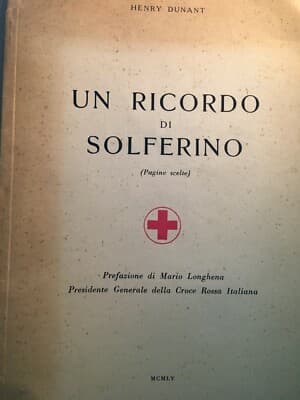 HENRY DUNANT
UN RICORDO
DI
SOLFERINO
(Pagine scelte)
Prefazione di Mario Longhena
Presidente Generale della Croce Rossa Italiana
MCMLV